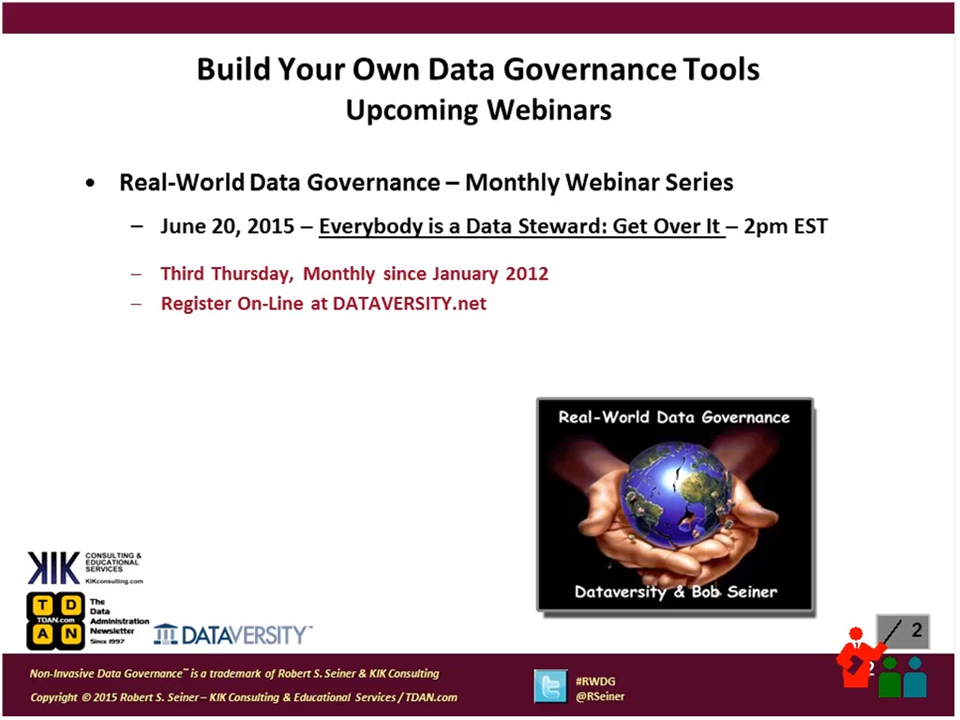 Build Your Own Data Governance Tools
Upcoming Webinars
• Real-World Data Governance – Monthly Webinar Series
– June 20, 2015 – Everybody is a Data Steward: Get Over It – 2pm EST
– Third Thursday, Monthly since January 2012
– Register On-Line at DATAVERSITY.net
Real-World Data Governance
Dataversity & Bob Seiner
KIK CONSULTING &
EDUCATIONAL
SERVICES
KIKconsulting.com
T D
TDAN.com
A N
The
Data
Administration
Newsletter
Since 1997
DATAVERSITY™
2
2
Non-Invasive Data Governance™ is a trademark of Robert S. Seiner & KIK Consulting
Copyright © 2015 Robert S. Seiner – KIK Consulting & Educational Services / TDAN.com
#RWDG
@RSeiner